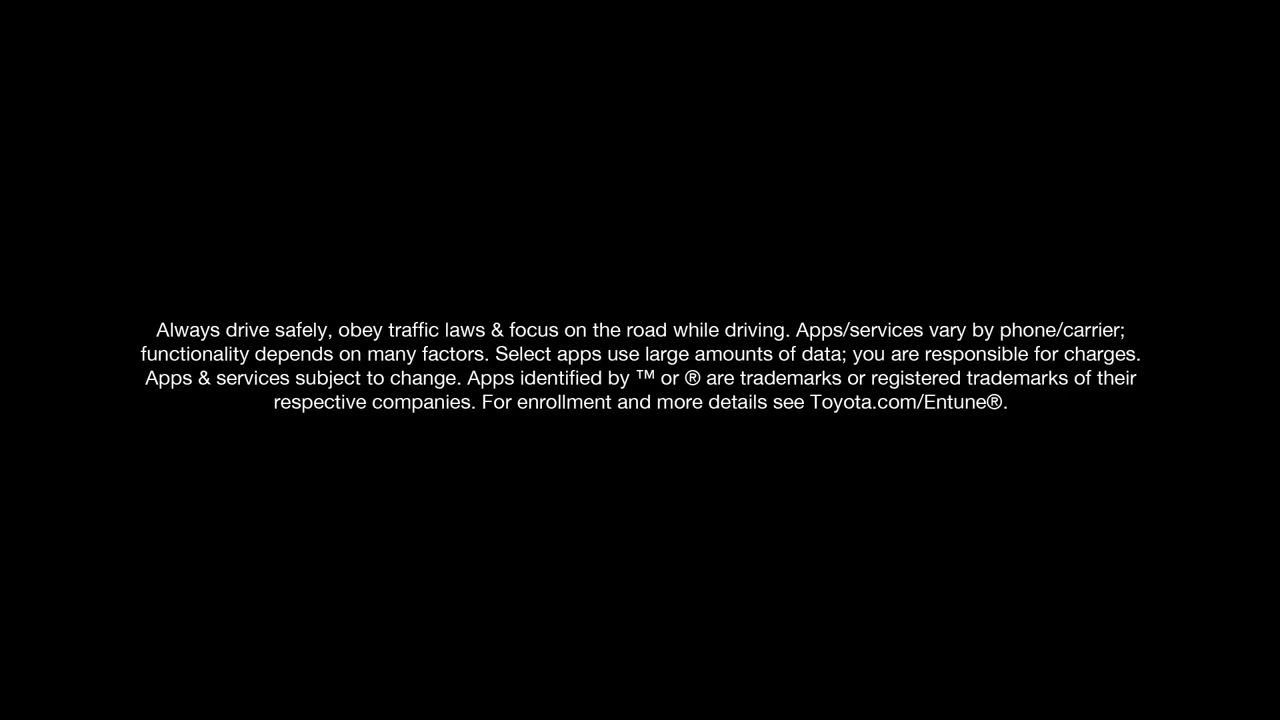 Always drive safely, obey traffic laws & focus on the road while driving. Apps/services vary by phone/carrier;
functionality depends on many factors. Select apps use large amounts of data; you are responsible for charges.
Apps & services subject to change. Apps identified by ™ or ® are trademarks or registered trademarks of their
respective companies. For enrollment and more details see Toyota.com/Entune®.